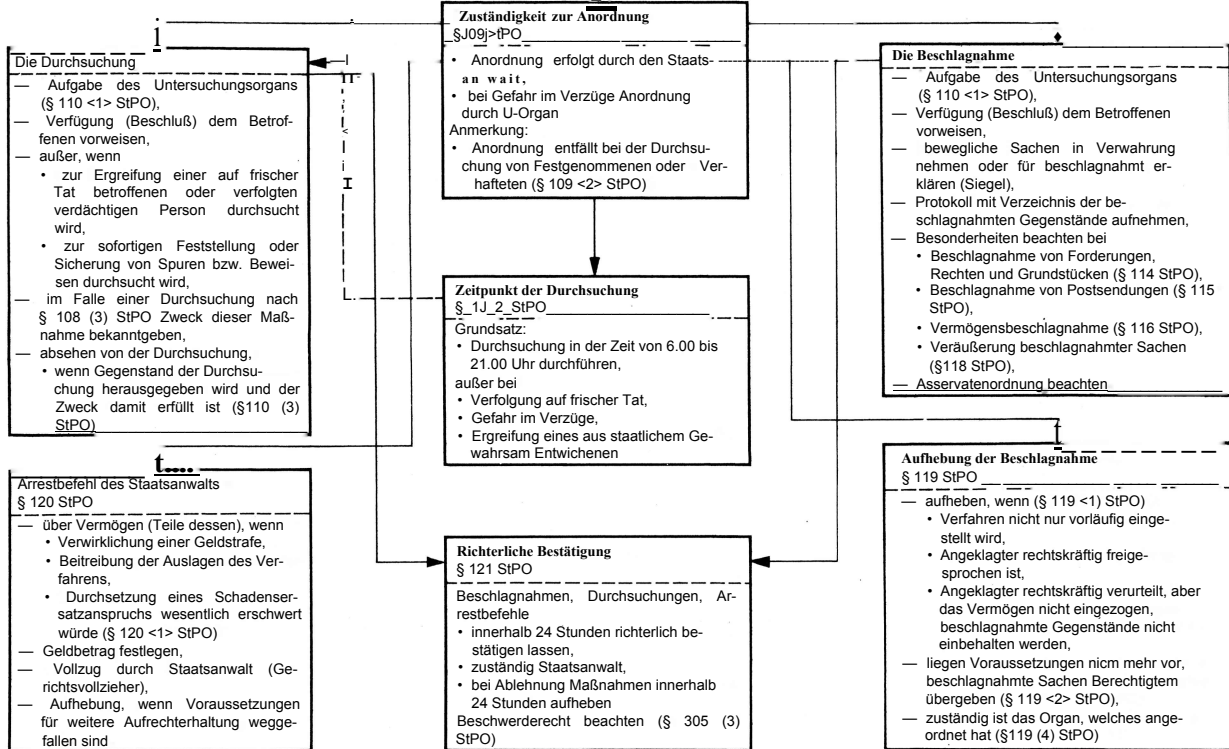 Zuständigkeit zur Anordnung
§J09j>tPO
• Anordnung erfolgt durch den Staats-
an wait,
• bei Gefahr im Verzüge Anordnung
durch U-Organ
Anmerkung:
• Anordnung entfällt bei der Durchsu-
chung von Festgenommenen oder Ver-
hafteten (§ 109 <2> StPO)
Die Durchsuchung
— Aufgabe des Untersuchungsorgans
(§ 110 <1> StPO),
— Verfügung (Beschluß) dem Betrof-
fenen vorweisen,
— außer, wenn
• zur Ergreifung einer auf frischer
Tat betroffenen oder verfolgten
verdächtigen Person durchsucht
wird,
• zur sofortigen Feststellung oder
Sicherung von Spuren bzw. Bewei-
sen durchsucht wird,
— im Falle einer Durchsuchung nach
§ 108 (3) StPO Zweck dieser Maß-
nahme bekanntgeben,
— absehen von der Durchsuchung,
• wenn Gegenstand der Durchsu-
chung herausgegeben wird und der
Zweck damit erfüllt ist (§110 (3)
StPO)
Die Beschlagnahme
— Aufgabe des Untersuchungsorgans
(§ 110 <1> StPO),
— Verfügung (Beschluß) dem Betroffenen
vorweisen,
— bewegliche Sachen in Verwahrung
nehmen oder für beschlagnahmt er-
klären (Siegel),
— Protokoll mit Verzeichnis der be-
schlagnahmten Gegenstände aufnehmen,
— Besonderheiten beachten bei
• Beschlagnahme von Forderungen,
Rechten und Grundstücken (§ 114 StPO),
• Beschlagnahme von Postsendungen (§ 115
StPO),
• Vermögensbeschlagnahme (§ 116 StPO),
• Veräußerung beschlagnahmter Sachen
(§118 StPO),
— Asservatenordnung beachten
Zeitpunkt der Durchsuchung
§_1J_2_StPO
Grundsatz:
• Durchsuchung in der Zeit von 6.00 bis
21.00 Uhr durchführen,
außer bei
• Verfolgung auf frischer Tat,
• Gefahr im Verzüge,
• Ergreifung eines aus staatlichem Ge-
wahrsam Entwichenen
Arrestbefehl des Staatsanwalts
§ 120 StPO
— über Vermögen (Teile dessen), wenn
• Verwirklichung einer Geldstrafe,
• Beitreibung der Auslagen des Ver-
fahrens,
• Durchsetzung eines Schadenser-
satzanspruchs wesentlich erschwert
würde (§ 120 <1> StPO)
— Geldbetrag festlegen,
— Vollzug durch Staatsanwalt (Ge-
richtsvollzieher),
— Aufhebung, wenn Voraussetzungen
für weitere Aufrechterhaltung wegge-
fallen sind
Richterliche Bestätigung
§ 121 StPO
Beschlagnahmen, Durchsuchungen, Ar-
restbefehle
• innerhalb 24 Stunden richterlich be-
stätigen lassen,
• zuständig Staatsanwalt,
• bei Ablehnung Maßnahmen innerhalb
24 Stunden aufheben
Beschwerderecht beachten (§ 305 (3)
StPO)
Aufhebung der Beschlagnahme
§ 119 StPO
— aufheben, wenn (§ 119 <1) StPO)
• Verfahren nicht nur vorläufig einge-
stellt wird,
• Angeklagter rechtskräftig freige-
sprochen ist,
• Angeklagter rechtskräftig verurteilt, aber
das Vermögen nicht eingezogen,
beschlagnahmte Gegenstände nicht
einbehalten werden,
— liegen Voraussetzungen nicm mehr vor,
beschlagnahmte Sachen Berechtigtem
übergeben (§ 119 <2> StPO),
— zuständig ist das Organ, welches ange-
ordnet hat (§119 (4) StPO)